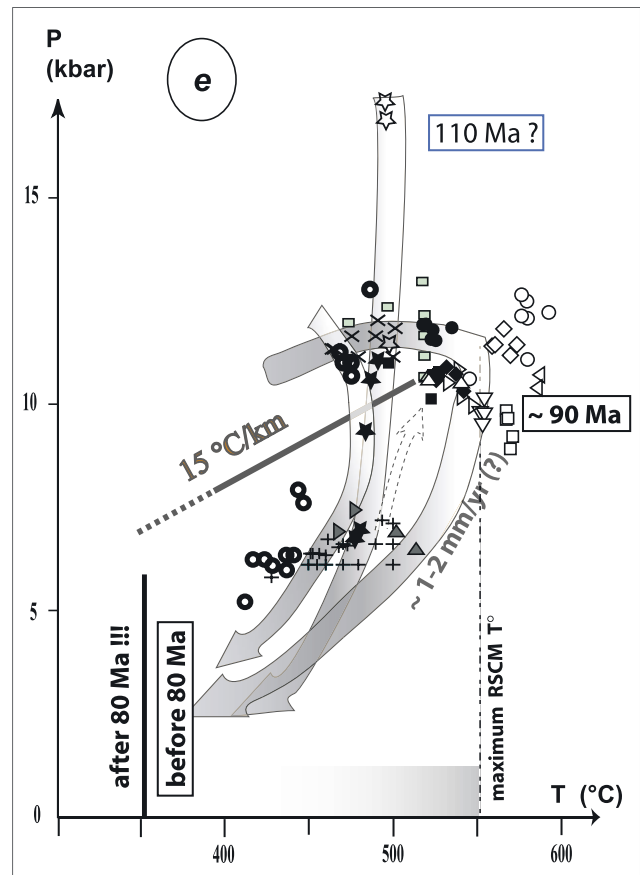 P
(kbar)
e
110 Ma ?
15
15 °C/km
10
~ 90 Ma
~ 1-2 mm/yr (?)
5
after 80 Ma !!!
before 80 Ma
maximum RSCM T°
T (°C)
0
400
500
600